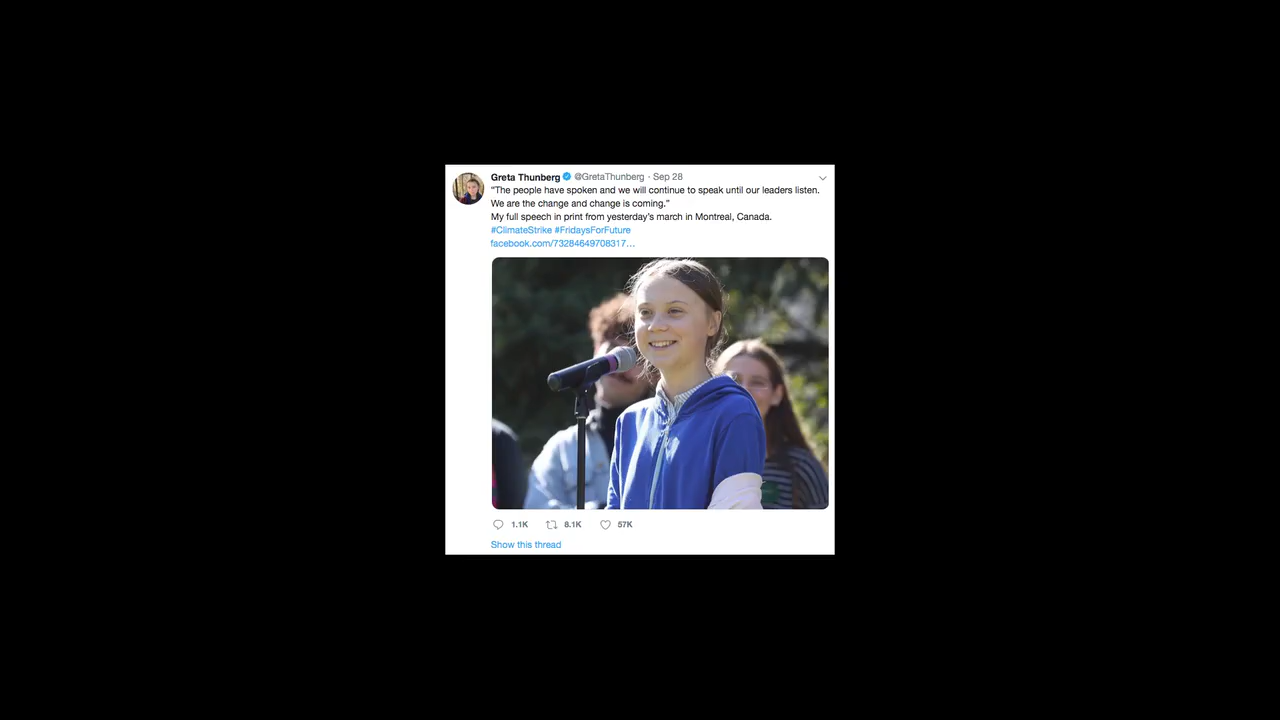 Greta Thunberg @GretaThunberg · Sep 28
"The people have spoken and we will continue to speak until our leaders listen.
We are the change and change is coming."
My full speech in print from yesterday's march in Montreal, Canada.
#ClimateStrike #FridaysForFuture
facebook.com/73284649708317…
1.1K 8.1K 57K
Show this thread